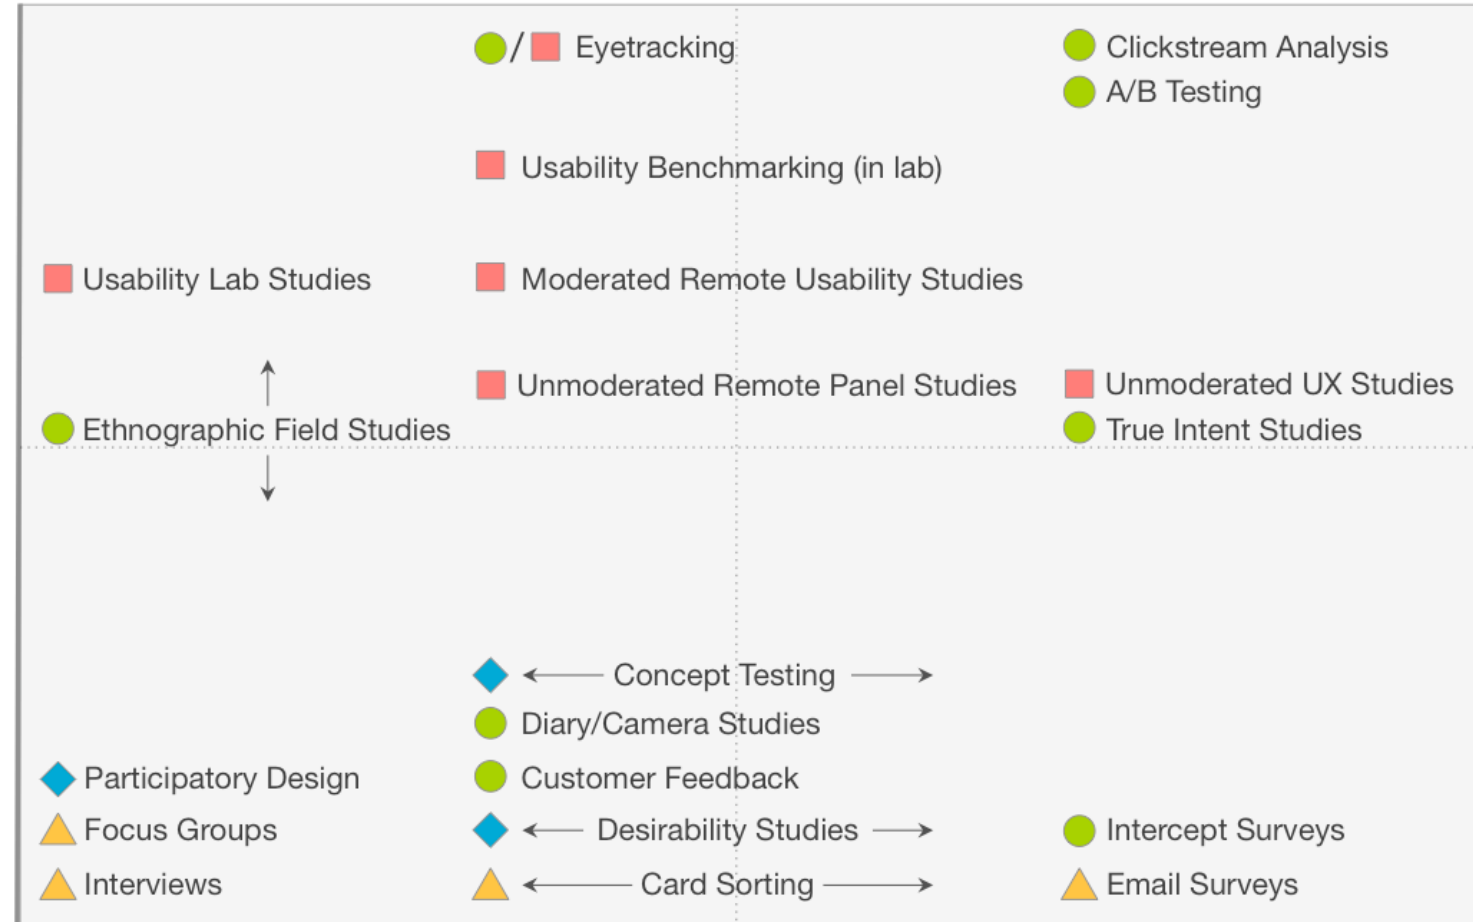 / Eyetracking
Clickstream Analysis
A/B Testing
Usability Benchmarking (in lab)
Usability Lab Studies
Moderated Remote Usability Studies
Unmoderated Remote Panel Studies
Unmoderated UX Studies
Ethnographic Field Studies
True Intent Studies
Concept Testing
Diary/Camera Studies
Participatory Design
Customer Feedback
Focus Groups
Desirability Studies
Intercept Surveys
Interviews
Card Sorting
Email Surveys